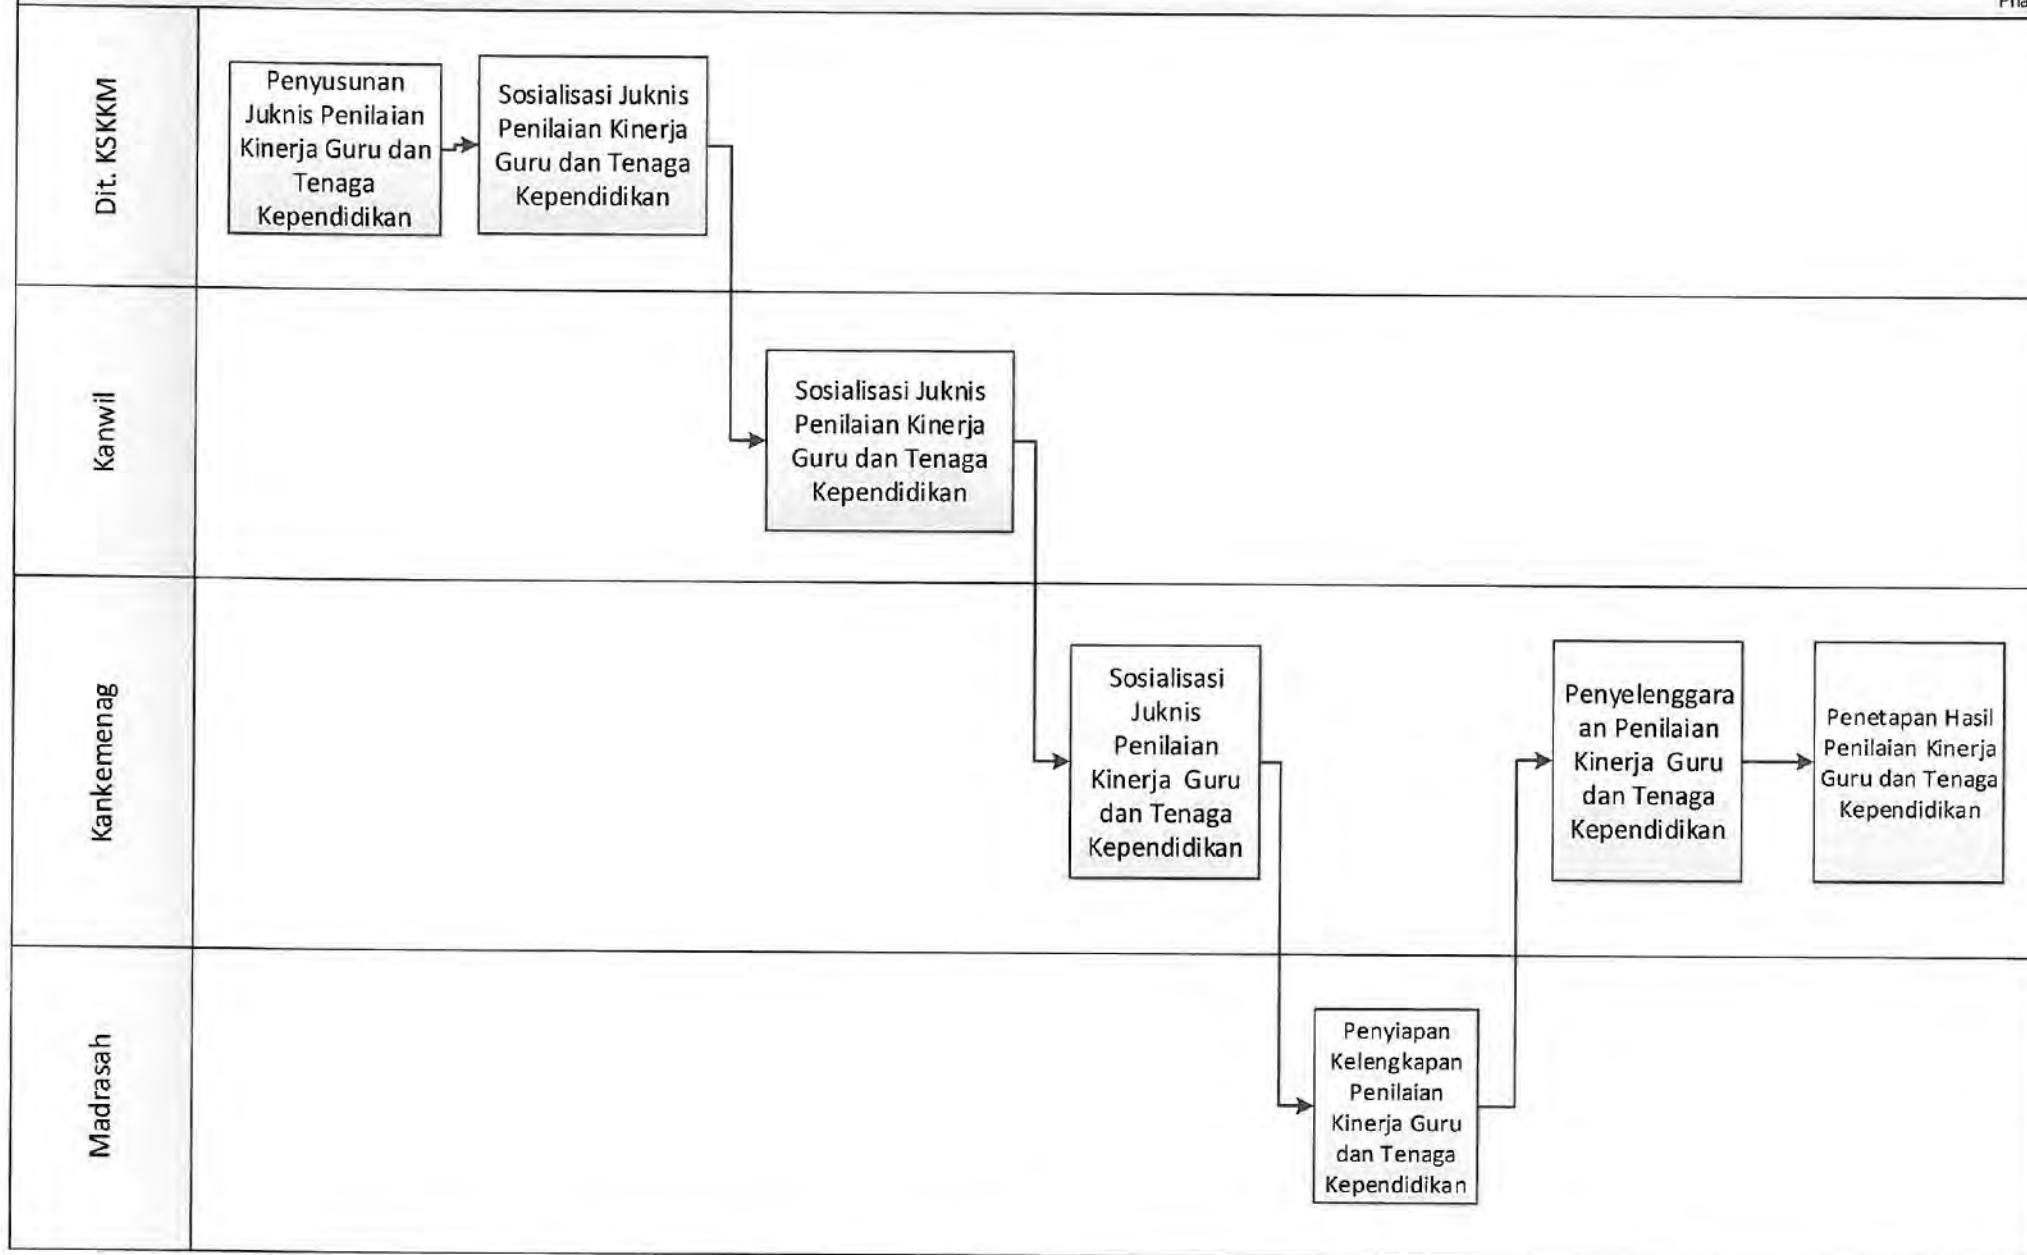 Dit. KSKKM
Penyusunan
Juknis Penilaian
Kinerja Guru dan
Tenaga
Kependidikan
Sosialisasi Juknis
Penilaian Kinerja
Guru dan Tenaga
Kependidikan
Kanwil
Sosialisasi Juknis
Penilaian Kinerja
Guru dan Tenaga
Kependidikan
Kankemenag
Sosialisasi
Juknis
Penilaian
Kinerja Guru
dan Tenaga
Kependidikan
Penyelenggara
an Penilaian
Kinerja Guru
dan Tenaga
Kependidikan
Penetapan Hasil
Penilaian Kinerja
Guru dan Tenaga
Kependidikan
Madrasah
Penyiapan
Kelengkapan
Penilaian
Kinerja Guru
dan Tenaga
Kependidikan